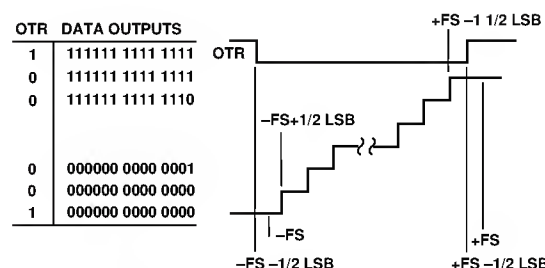 OTR DATA OUTPUTS
1 111111 1111 1111
0 111111 1111 1111
0 111111 1111 1110
0 000000 0000 0001
0 000000 0000 0000
1 000000 0000 0000
+FS –1 1/2 LSB
OTR
–FS+1/2 LSB
–FS
+FS
–FS –1/2 LSB
+FS –1/2 LSB